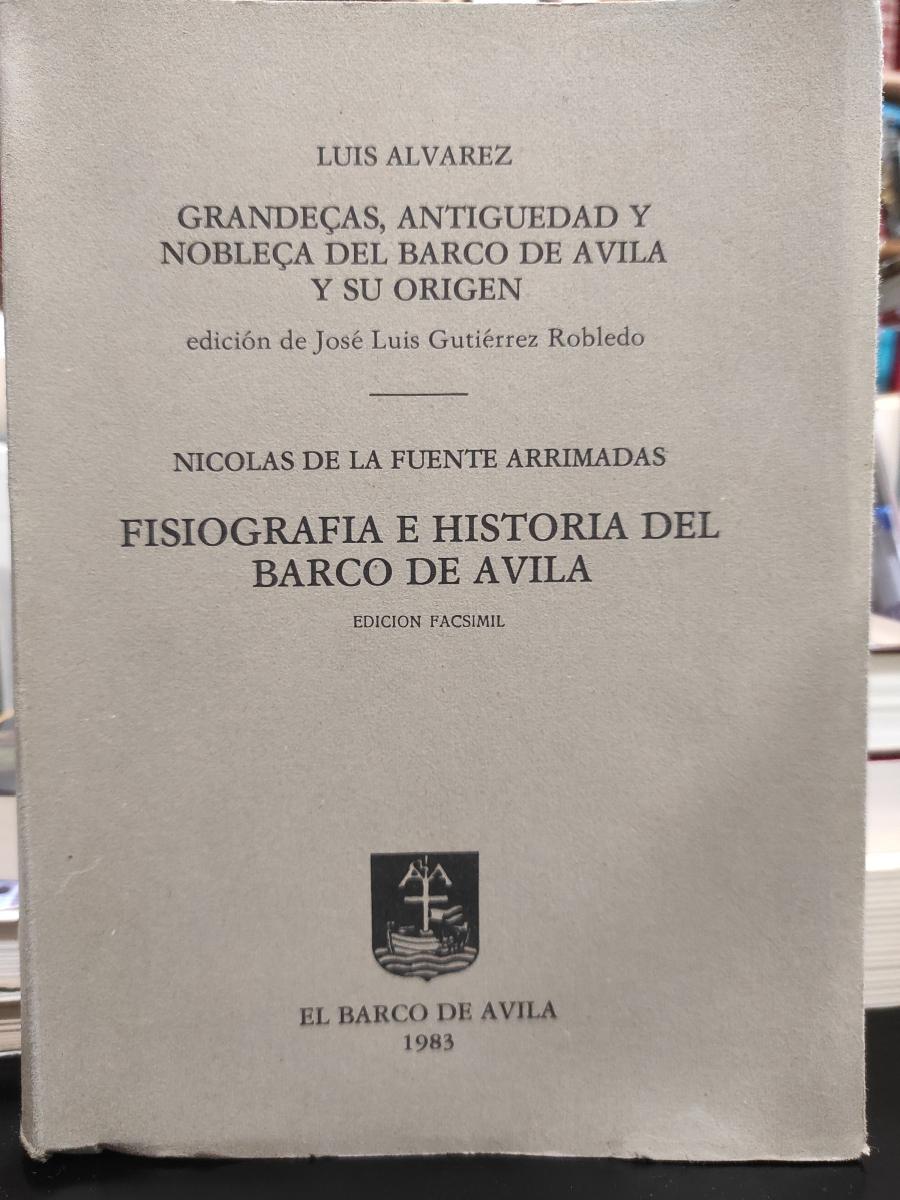 LUIS ALVAREZ
GRANDEÇAS, ANTIGUEDAD Y
NOBLEÇA DEL BARCO DE AVILA
Y SU ORIGEN
edición de José Luis Gutiérrez Robledo
NICOLAS DE LA FUENTE ARRIMADAS
FISIOGRAFIA E HISTORIA DEL
BARCO DE AVILA
EDICION FACSIMIL
EL BARCO DE AVILA
1983